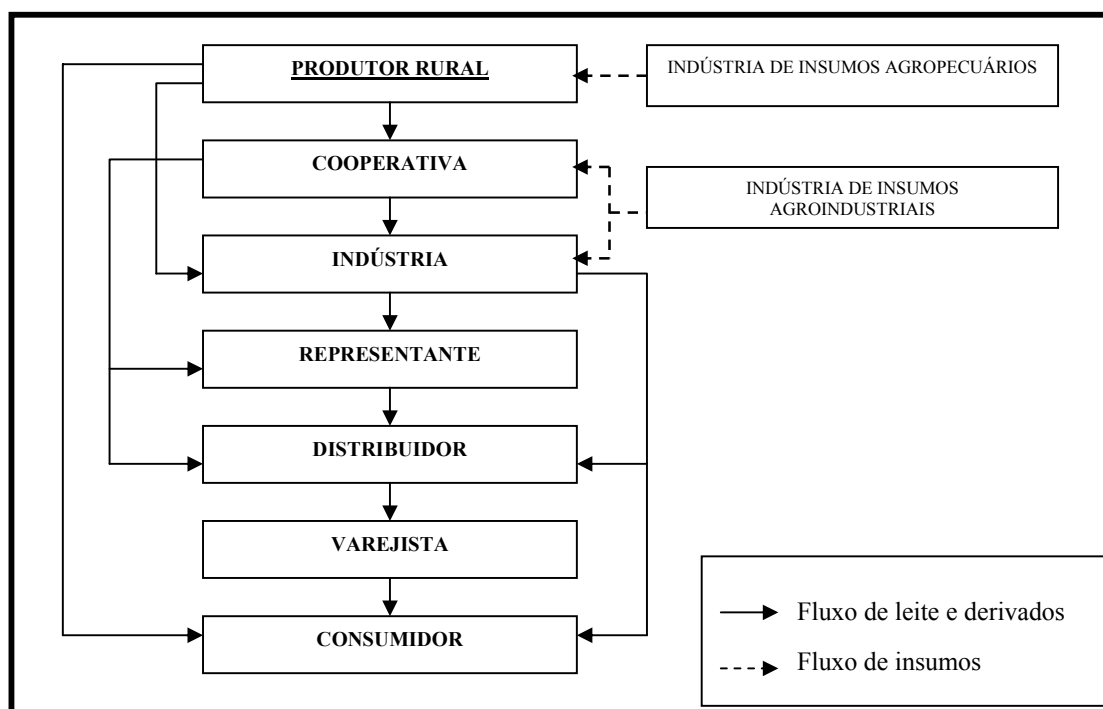 PRODUTOR RURAL
INDÚSTRIA DE INSUMOS AGROPECUÁRIOS
COOPERATIVA
INDÚSTRIA DE INSUMOS
AGROINDUSTRIAIS
INDÚSTRIA
REPRESENTANTE
DISTRIBUIDOR
VAREJISTA
CONSUMIDOR
Fluxo de leite e derivados
Fluxo de insumos